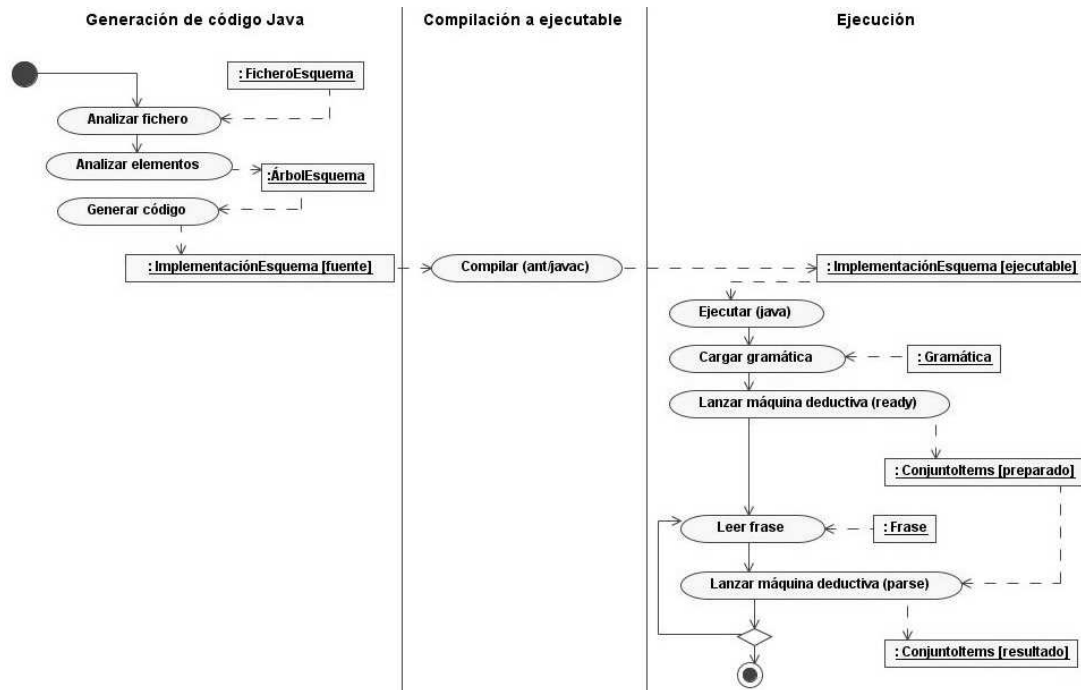 Generación de código Java
Compilación a ejecutable
Ejecución
: FicheroEsquema
Analizar fichero
Analizar elementos
:ÁrbolEsquema
Generar código
: ImplementaciónEsquema [fuente]
Compilar (ant/javac)
: ImplementaciónEsquema [ejecutable]
Ejecutar (java)
Cargar gramática
: Gramática
Lanzar máquina deductiva (ready)
: ConjuntoItems [preparado]
Leer frase
: Frase
Lanzar máquina deductiva (parse)
: ConjuntoItems [resultado]